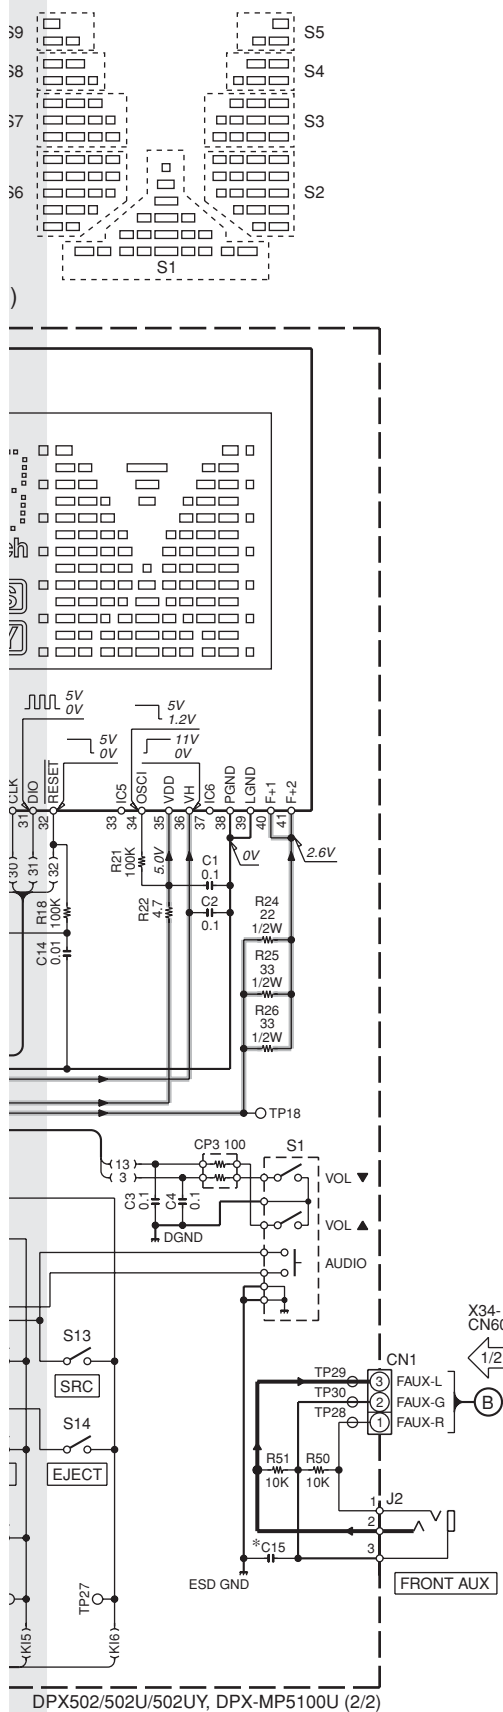 S9
S5
S8
S4
S7
S3
S6
S2
S1
)
eh
S
Y
5V
0V
5V
1.2V
5V
0V
11V
0V
CLK
DIO
RESET
IC5
OSCI
VDD
VH
IC6
PGND
LGND
F+1
F+2
31
32
33
34
35
36
37
38
39
40
41
30
31
32
R18
100K
C14
0.01
R21
100K
5.0V
R22
4.7
C1
0.1
C2
0.1
0V
2.6V
R24
22
1/2W
R25
33
1/2W
R26
33
1/2W
TP18
13
3
CP3 100
S1
VOL ▼
C3
0.1
C4
0.1
DGND
VOL ▲
AUDIO
S13
SRC
S14
EJECT
X34-
CN60
1/2
CN1
TP29
3
FAUX-L
TP30
2
FAUX-G
B
TP28
1
FAUX-R
R51
10K
R50
10K
1
J2
2
*C15
3
ESD GND
FRONT AUX
TP27
KI5
KI6
DPX502/502U/502UY, DPX-MP5100U (2/2)